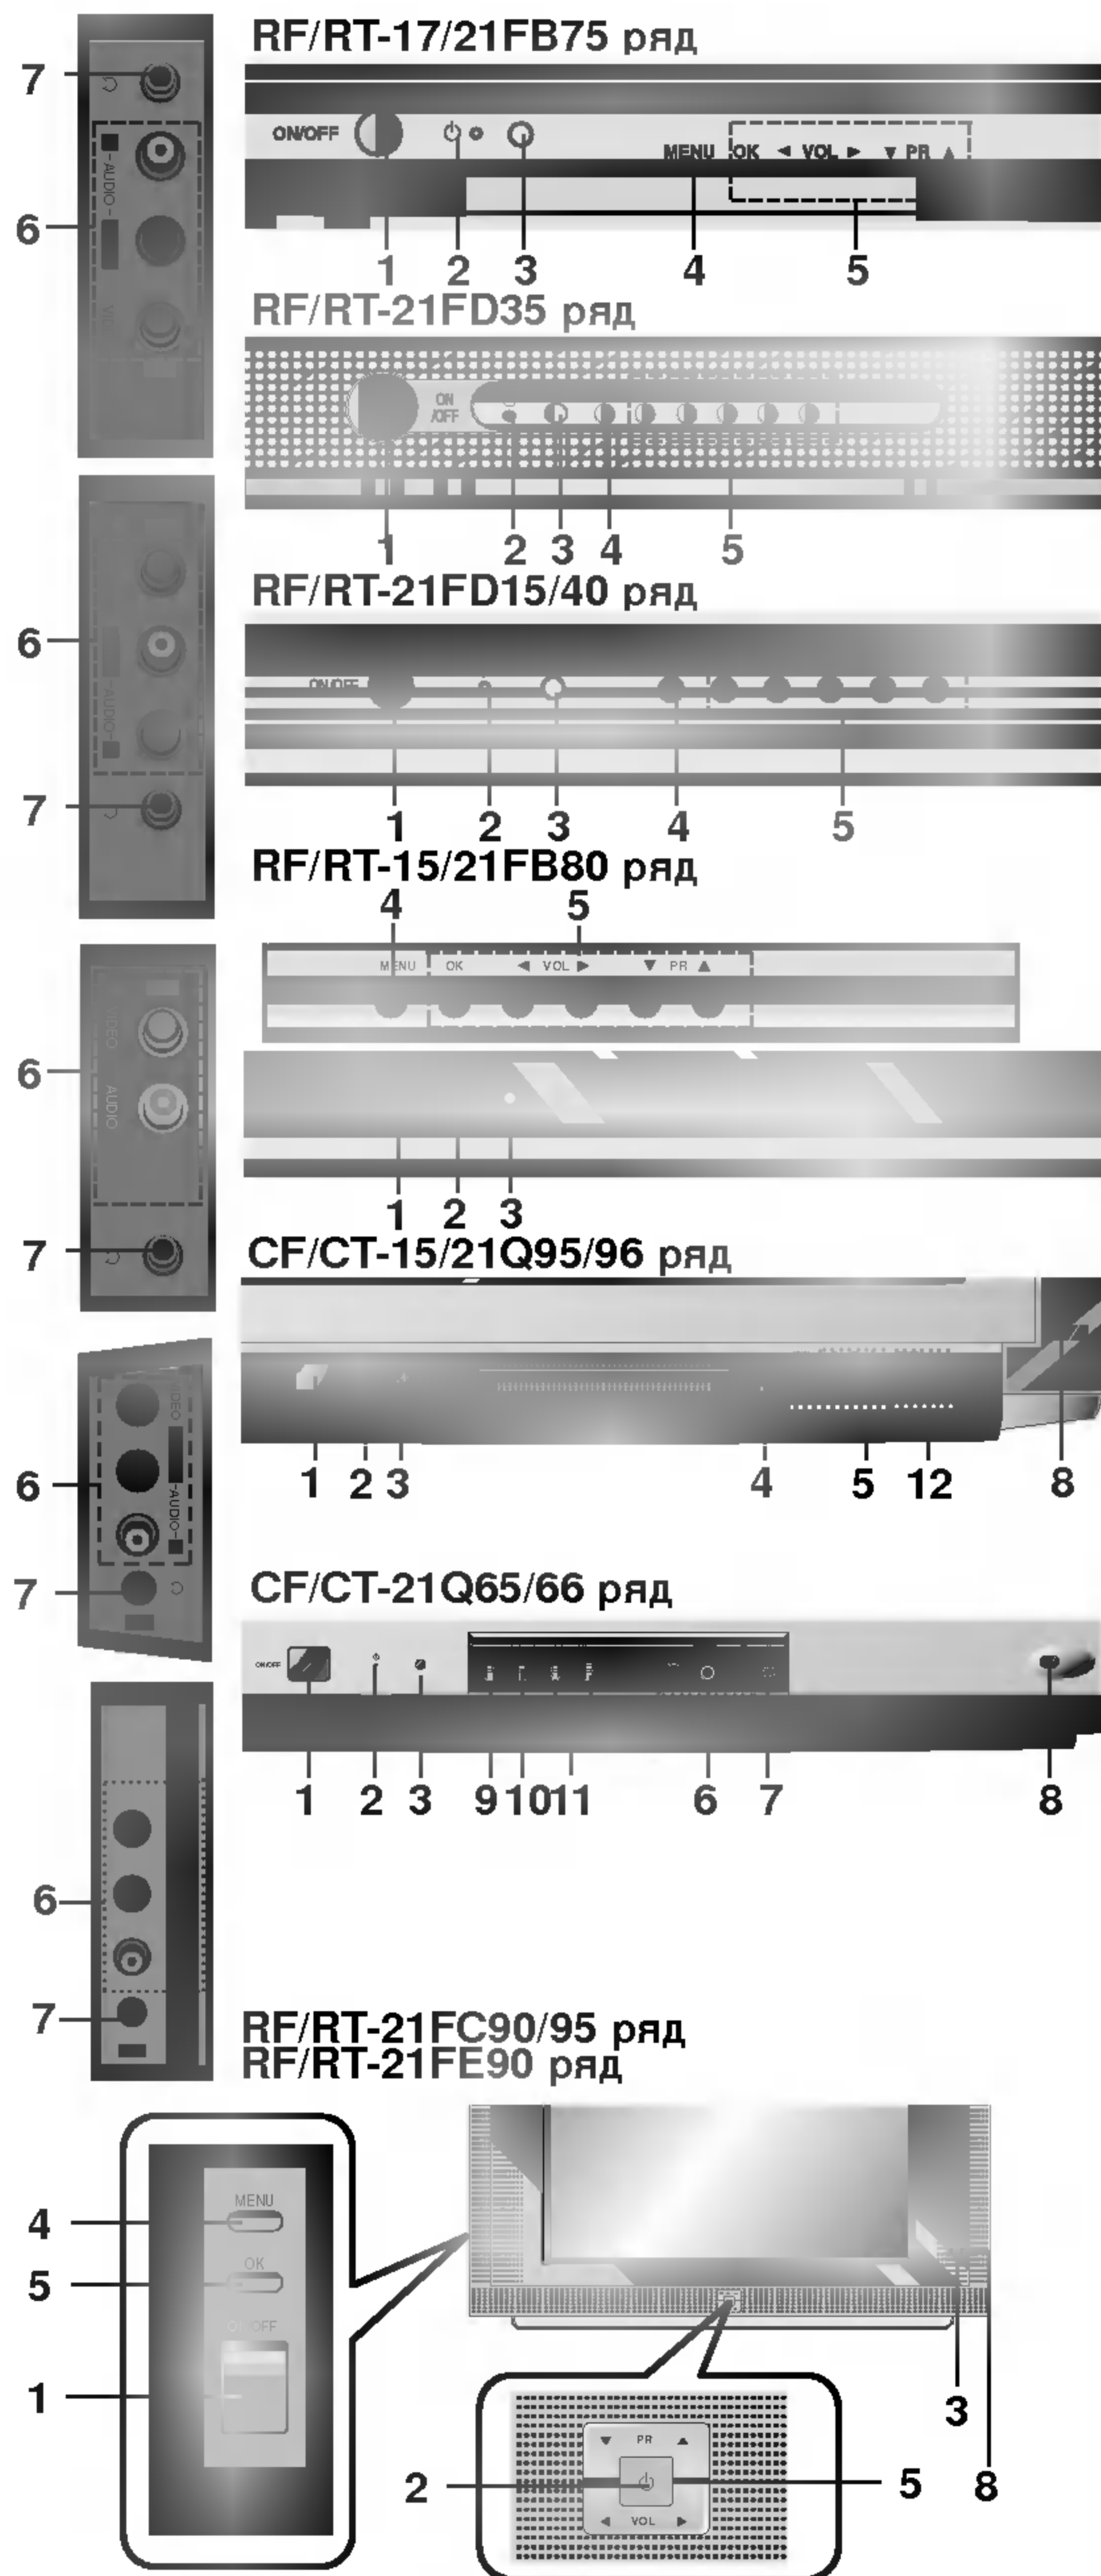 RF/RT-17/21FB75 ряд
7
AUDIO
6
ON/OFF
MENU OK ◄ VOL ► ▼ PR ▲
1 2 3 4 5
RF/RT-21FD35 ряд
ON
/OFF
1 2 3 4 5
RF/RT-21FD15/40 ряд
6
AUDIO
7
ON/OFF
1 2 3 4 5
RF/RT-15/21FB80 ряд
4 5
MENU OK ◄ VOL ► ▼ PR ▲
6
VIDEO
AUDIO
7
1 2 3
CF/CT-15/21Q95/96 ряд
1 2 3 4 5 12 8
6
VIDEO
AUDIO
7
CF/CT-21Q65/66 ряд
ON/OFF
1 2 3 9 10 11 6 7 8
6
7
RF/RT-21FC90/95 ряд
RF/RT-21FE90 ряд
MENU
4
OK
5
ON/OFF
1
3
8
▼ PR ▲
2 5
◄ VOL ►